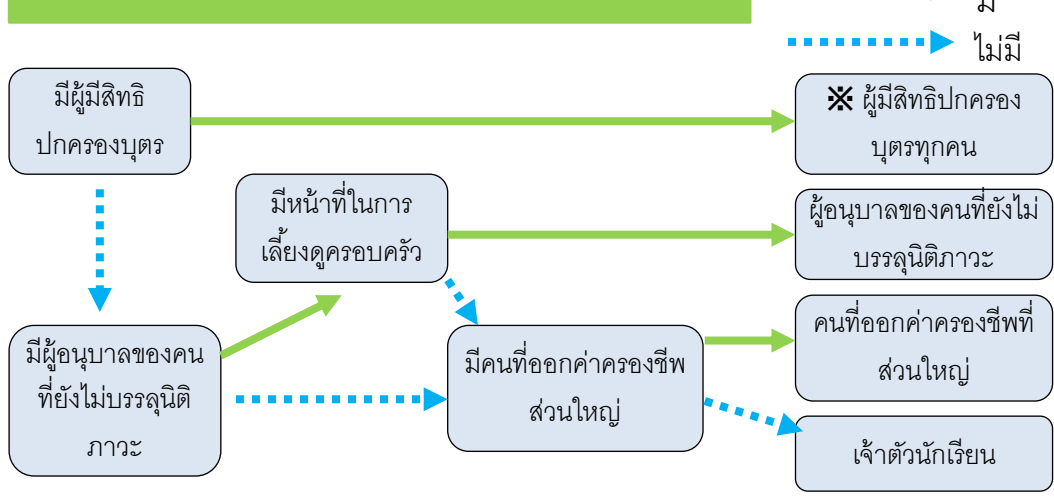 มี
ไม่มี
มีผู้มีสิทธิ
ปกครองบุตร
※ ผู้มีสิทธิปกครอง
บุตรทุกคน
มีหน้าที่ในการ
เลี้ยงดูครอบครัว
ผู้อนุบาลของคนที่ยังไม่
บรรลุนิติภาวะ
มีผู้อนุบาลของคน
ที่ยังไม่บรรลุนิติ
ภาวะ
มีคนที่ออกค่าครองชีพ
ส่วนใหญ่
คนที่ออกค่าครองชีพที่
ส่วนใหญ่
เจ้าตัวนักเรียน